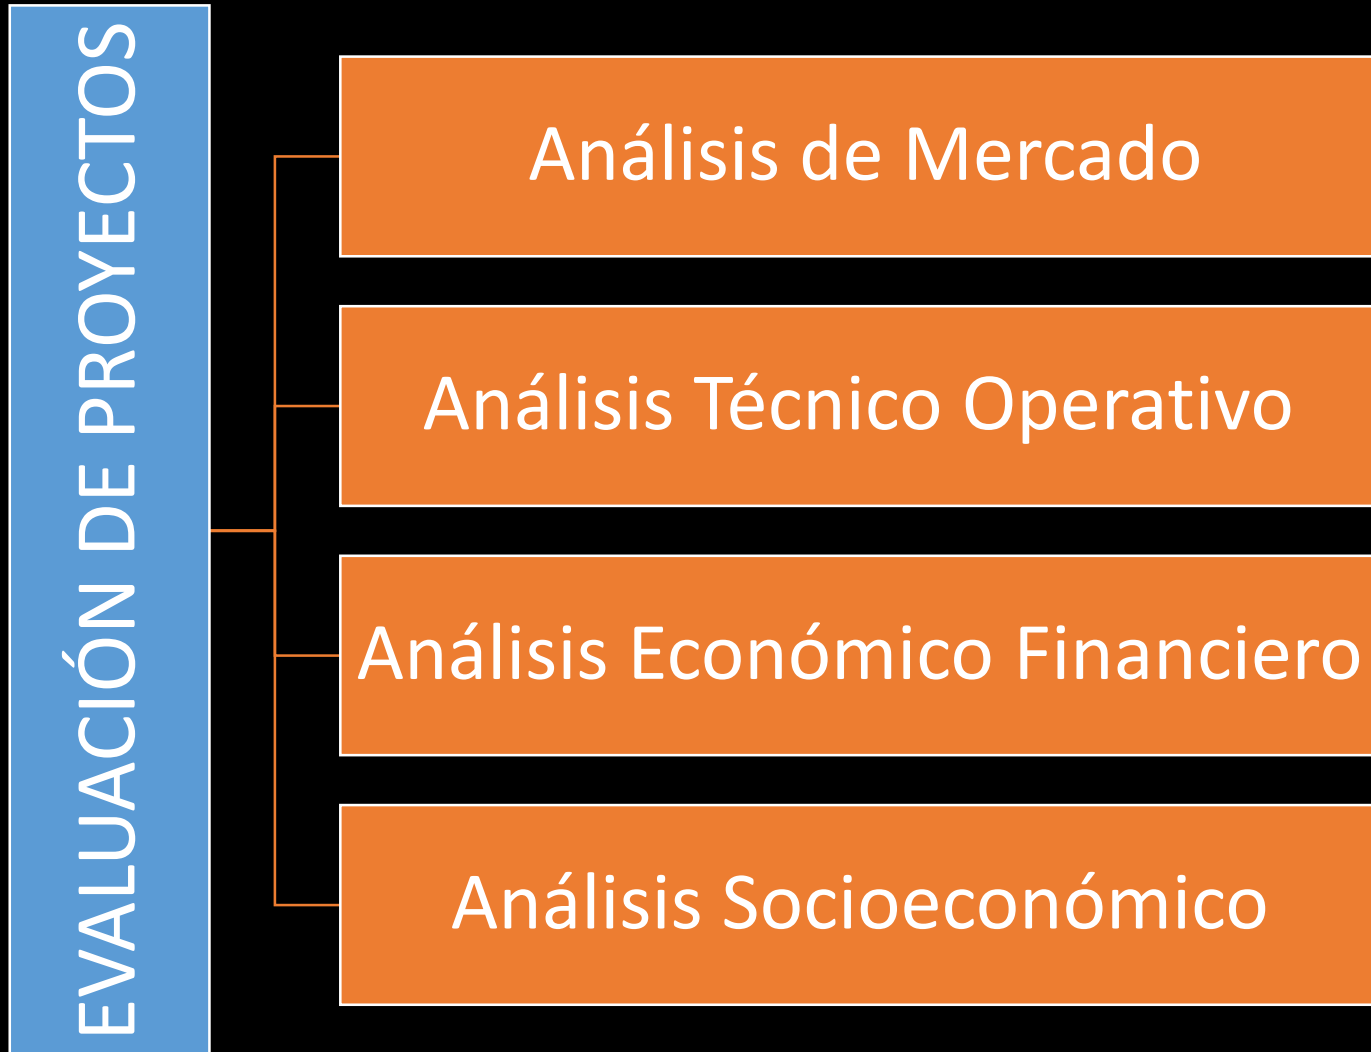 EVALUACIÓN DE PROYECTOS
Análisis de Mercado
Análisis Técnico Operativo
Análisis Económico Financiero
Análisis Socioeconómico